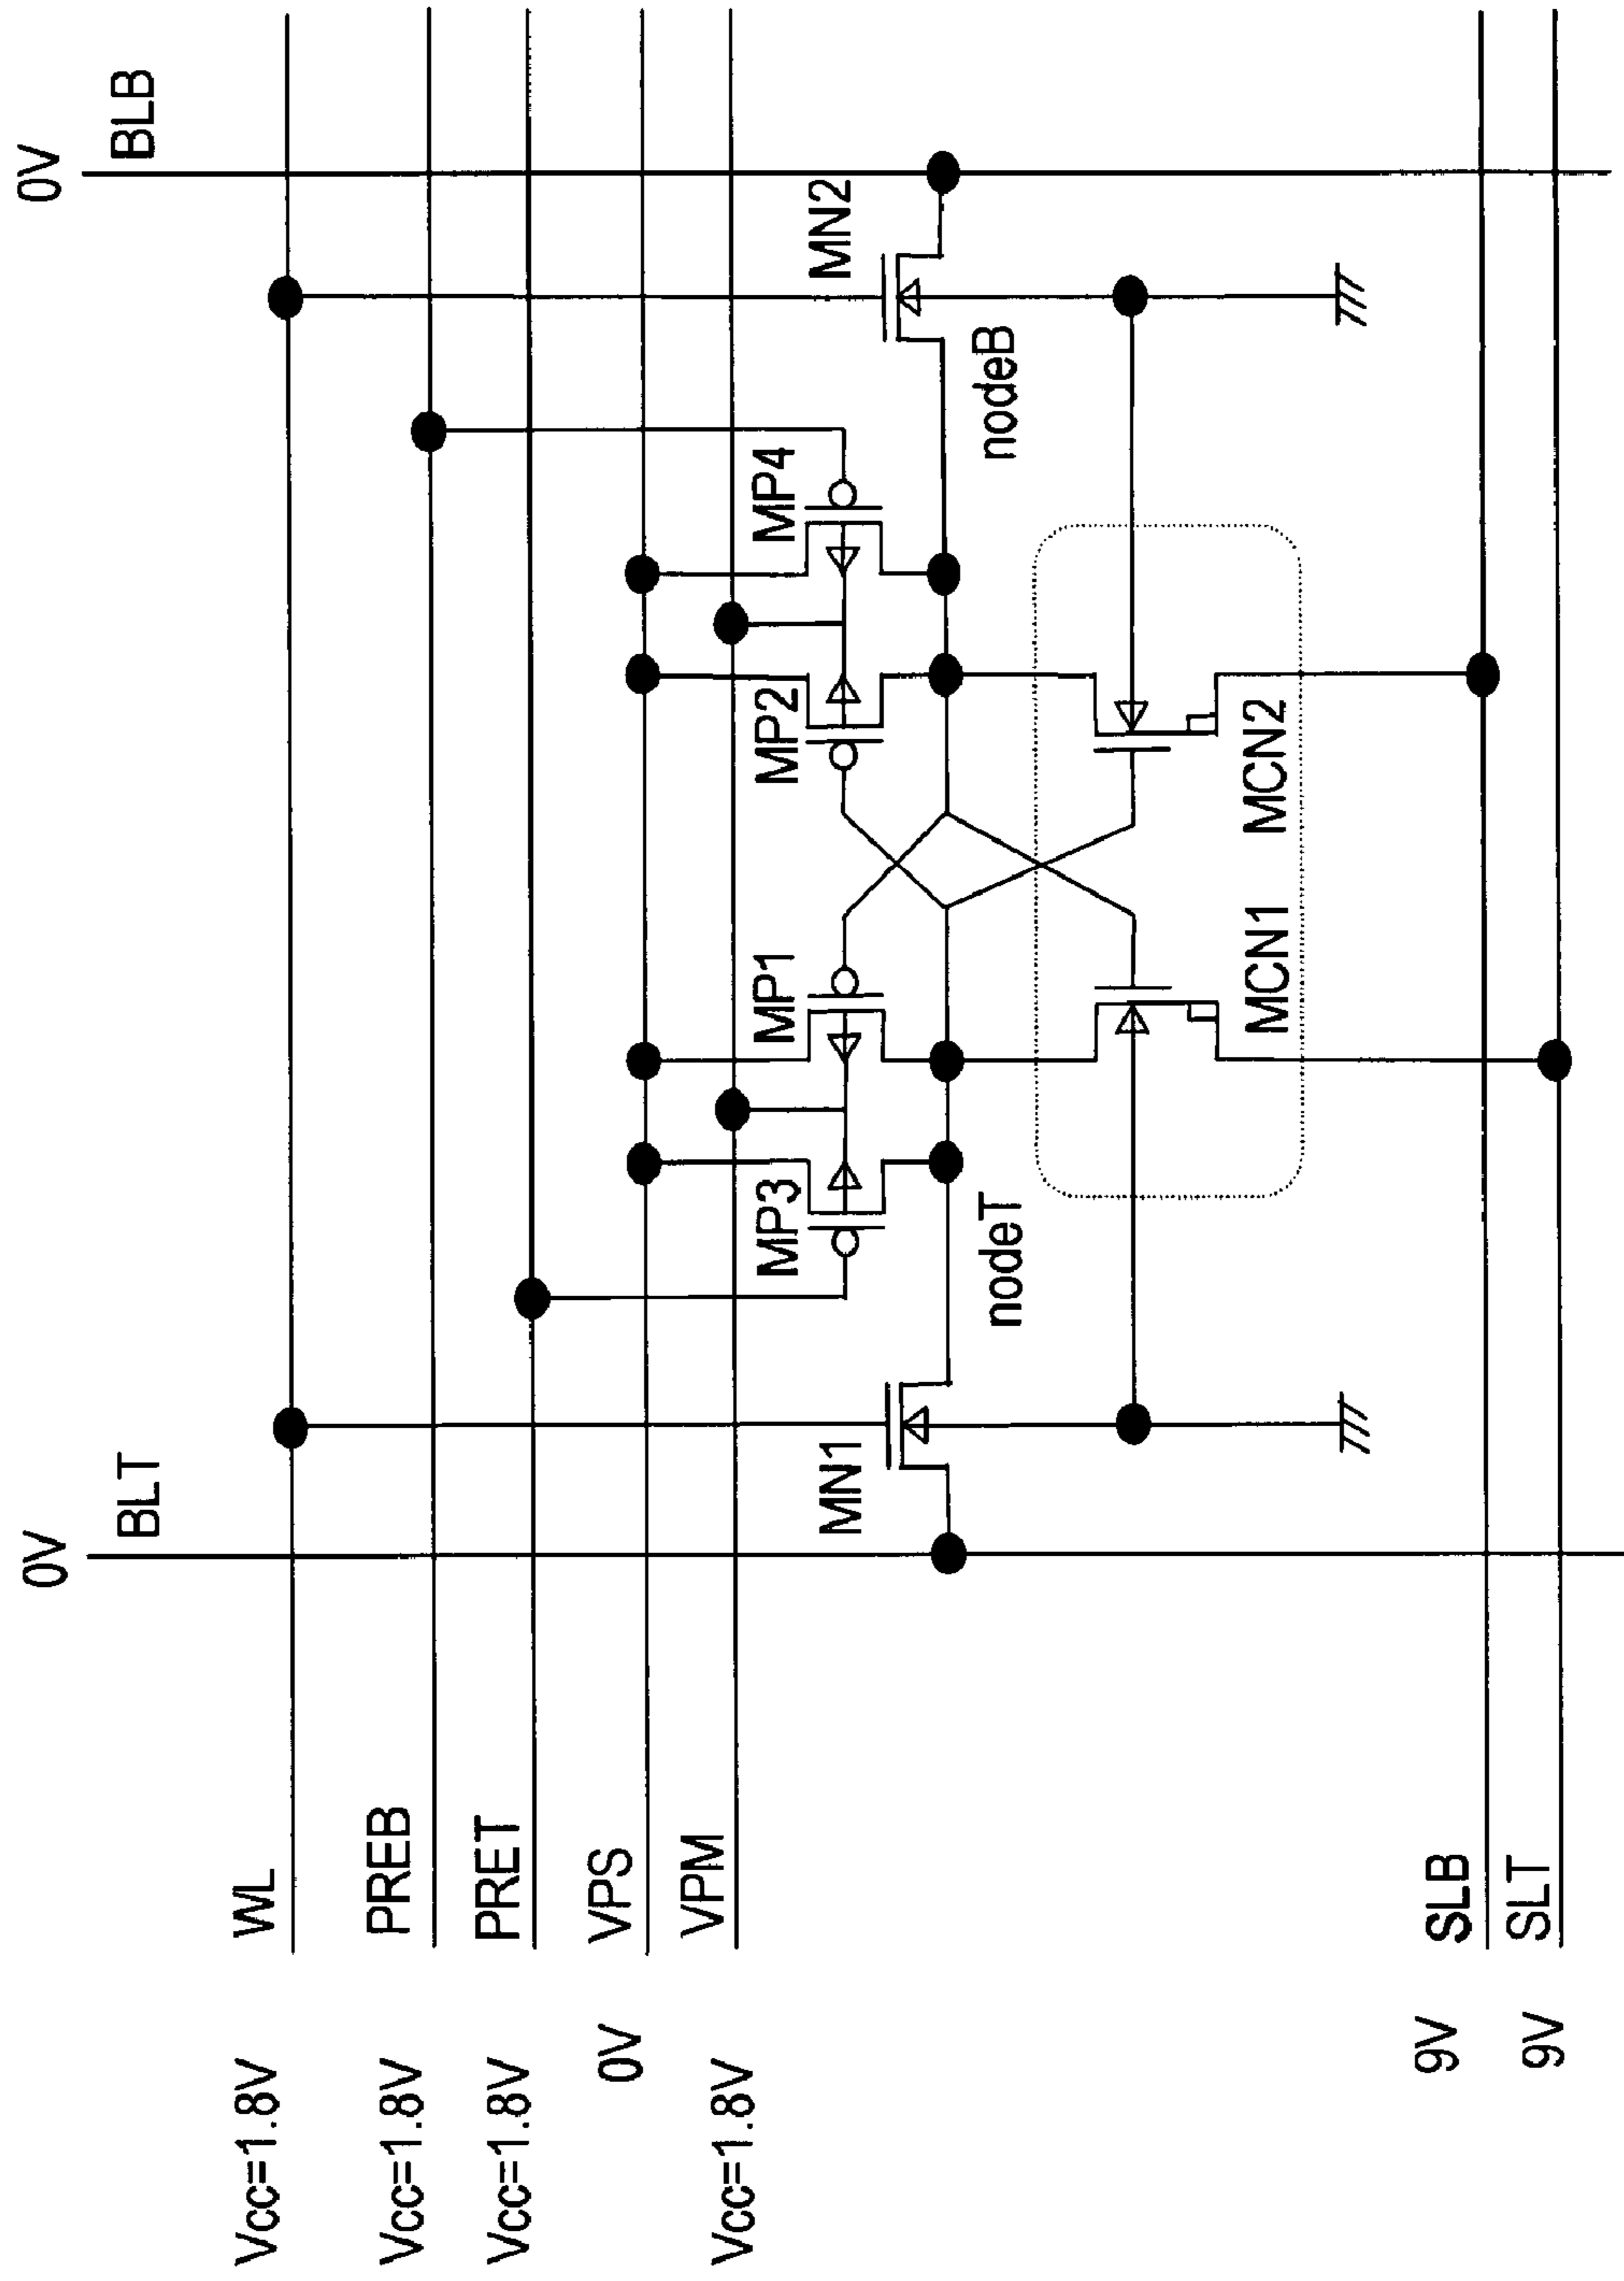 0V
BLT
0V
BLB
Vcc=1.8V
WL
Vcc=1.8V
PREB
Vcc=1.8V
PRET
0V
VPS
Vcc=1.8V
VPM
MP3
MP1
MP2
MP4
MN1
MN2
nodeT
nodeB
MCN1
MCN2
9V
SLB
9V
SLT